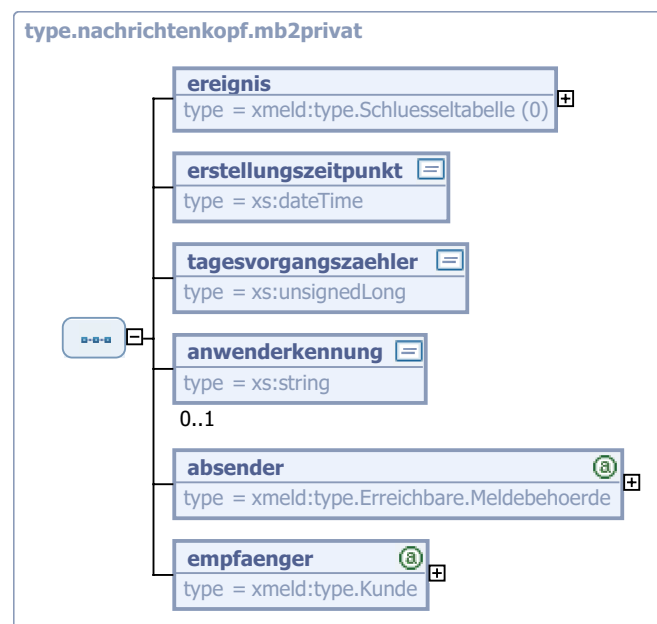 type.nachrichtenkopf.mb2privat
ereignis
type = xmeld:type.Schluesseltabelle (0)
erstellungszeitpunkt
type = xs:dateTime
tagesvorgangszaehler
type = xs:unsignedLong
anwenderkennung
type = xs:string
0..1
absender
type = xmeld:type.Erreichbare.Meldebehoerde
empfaenger
type = xmeld:type.Kunde